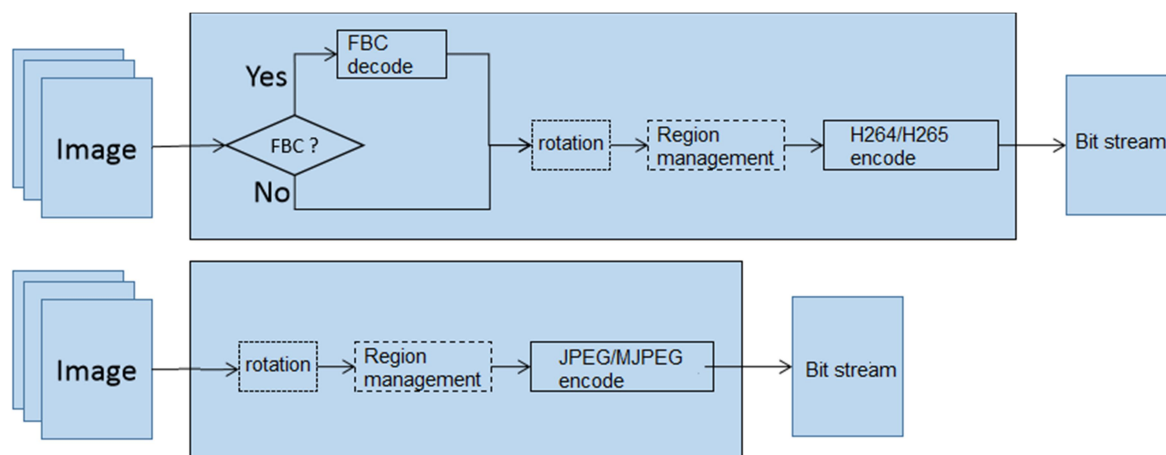 FBC
decode
Yes
Image
FBC ?
No
rotation
Region
management
H264/H265
encode
Bit stream
Image
rotation
Region
management
JPEG/MJPEG
encode
Bit stream